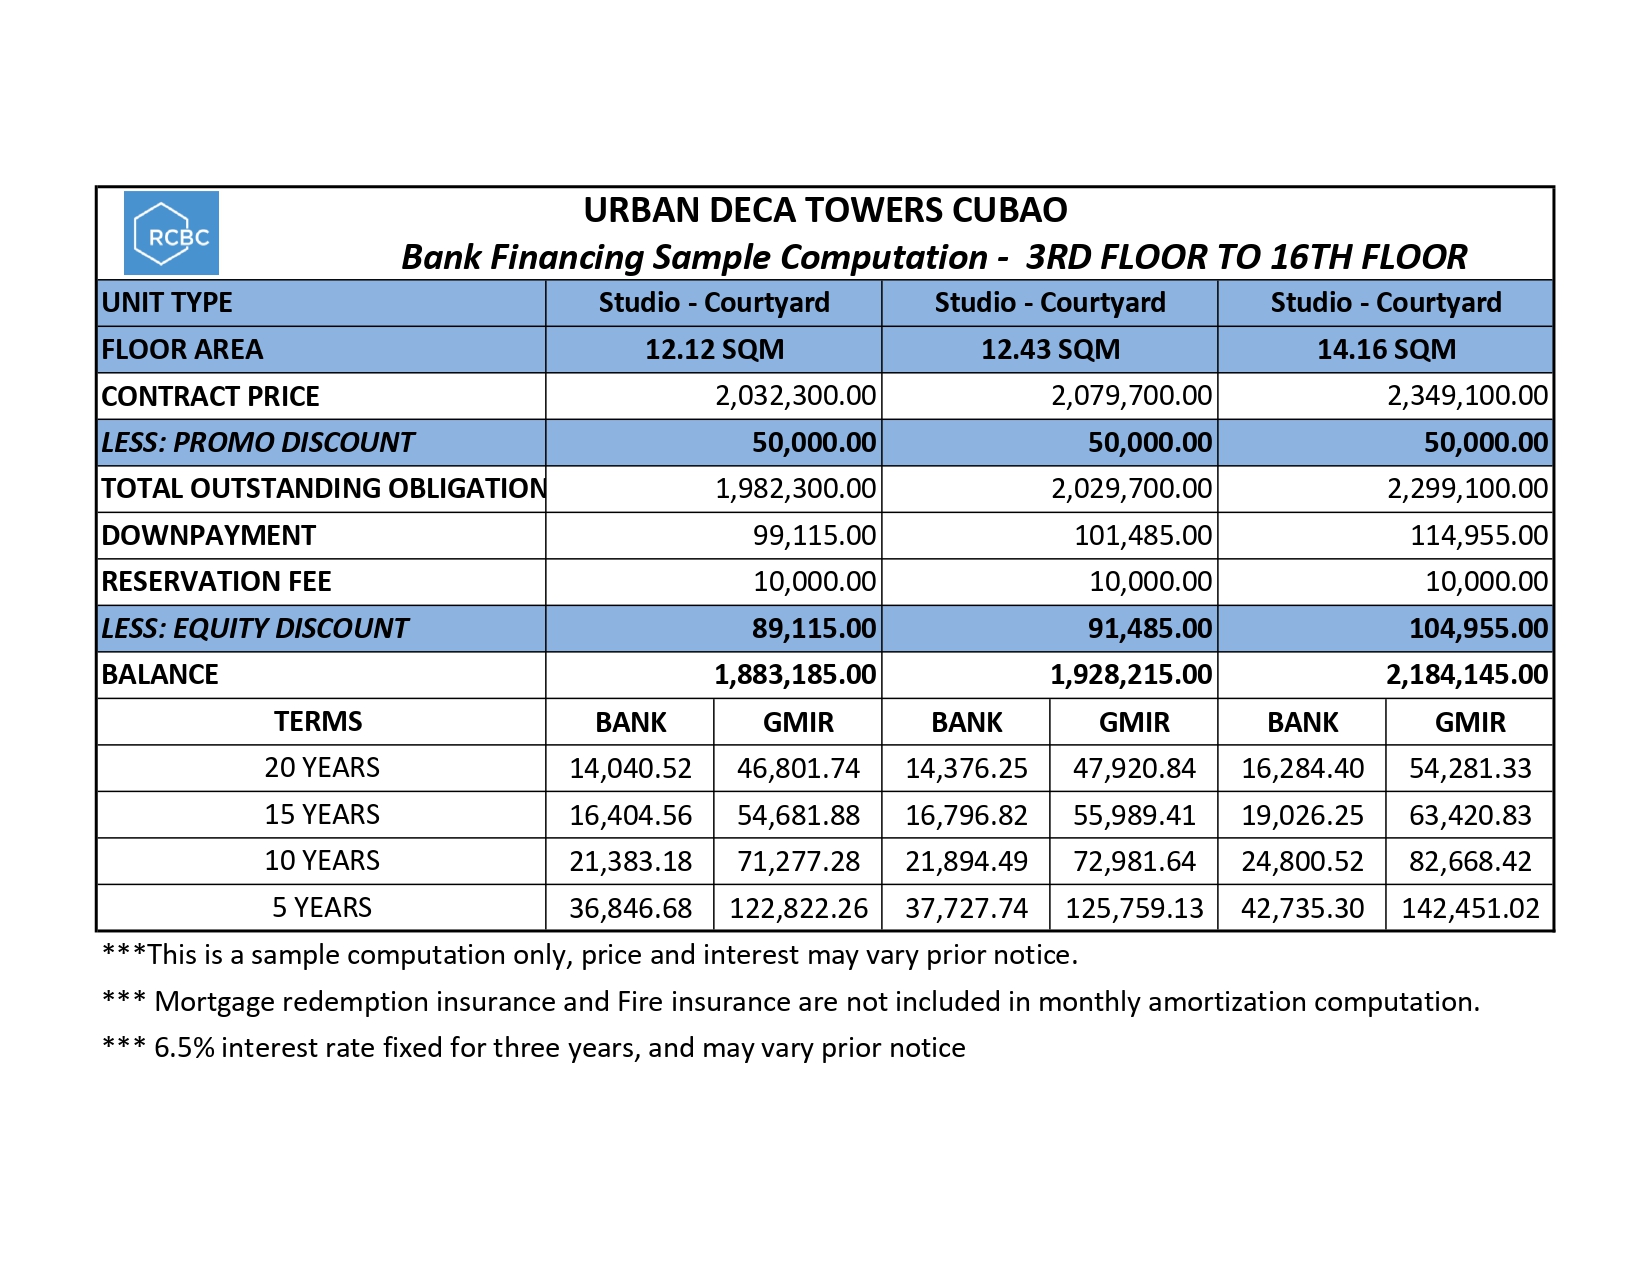 RCBC
URBAN DECA TOWERS CUBAO
Bank Financing Sample Computation - 3RD FLOOR TO 16TH FLOOR
UNIT TYPE Studio - Courtyard Studio - Courtyard Studio - Courtyard
FLOOR AREA 12.12 SQM 12.43 SQM 14.16 SQM
CONTRACT PRICE 2,032,300.00 2,079,700.00 2,349,100.00
LESS: PROMO DISCOUNT 50,000.00 50,000.00 50,000.00
TOTAL OUTSTANDING OBLIGATION 1,982,300.00 2,029,700.00 2,299,100.00
DOWNPAYMENT 99,115.00 101,485.00 114,955.00
RESERVATION FEE 10,000.00 10,000.00 10,000.00
LESS: EQUITY DISCOUNT 89,115.00 91,485.00 104,955.00
BALANCE 1,883,185.00 1,928,215.00 2,184,145.00
TERMS BANK GMIR BANK GMIR BANK GMIR
20 YEARS 14,040.52 46,801.74 14,376.25 47,920.84 16,284.40 54,281.33
15 YEARS 16,404.56 54,681.88 16,796.82 55,989.41 19,026.25 63,420.83
10 YEARS 21,383.18 71,277.28 21,894.49 72,981.64 24,800.52 82,668.42
5 YEARS 36,846.68 122,822.26 37,727.74 125,759.13 42,735.30 142,451.02
***This is a sample computation only, price and interest may vary prior notice.
*** Mortgage redemption insurance and Fire insurance are not included in monthly amortization computation.
*** 6.5% interest rate fixed for three years, and may vary prior notice